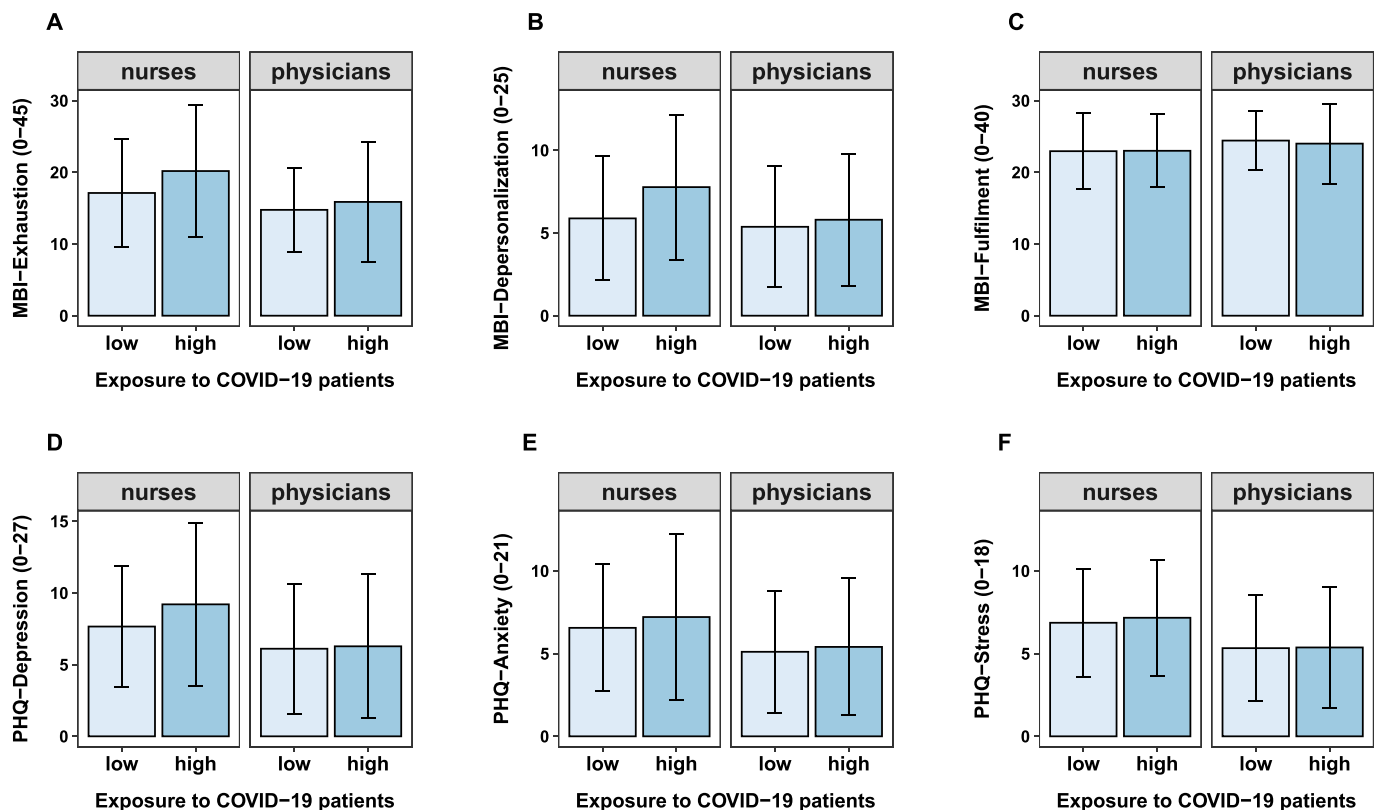 A
nurses physicians
MBI−Exhaustion (0−45)
30
20
10
0
low high low high
Exposure to COVID−19 patients
B
nurses physicians
MBI−Depersonalization (0−25)
10
5
0
low high low high
Exposure to COVID−19 patients
C
nurses physicians
MBI−Fulfilment (0−40)
30
20
10
0
low high low high
Exposure to COVID−19 patients
D
nurses physicians
PHQ−Depression (0−27)
15
10
5
0
low high low high
Exposure to COVID−19 patients
E
nurses physicians
PHQ−Anxiety (0−21)
10
5
0
low high low high
Exposure to COVID−19 patients
F
nurses physicians
PHQ−Stress (0−18)
10
5
0
low high low high
Exposure to COVID−19 patients